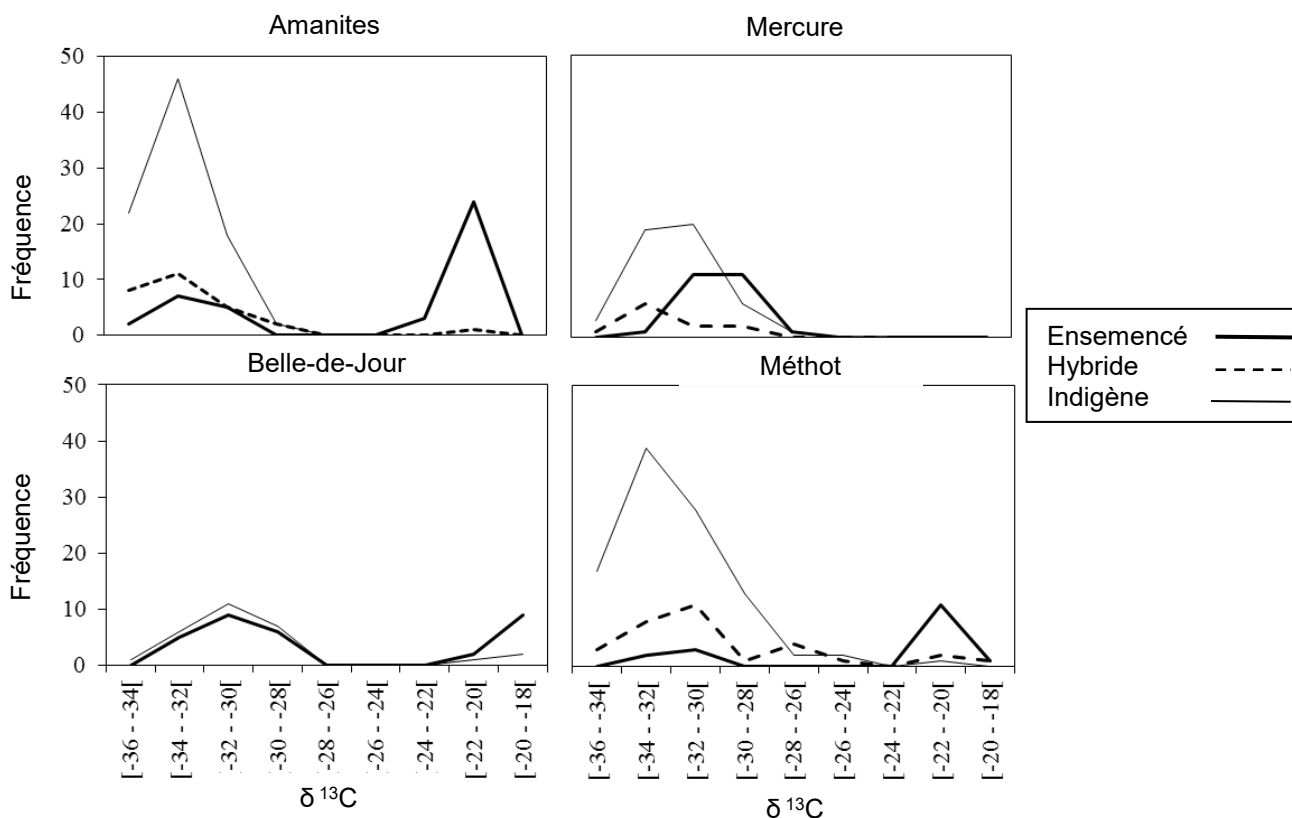 Amanites
Mercure
50
40
30
20
10
0
Fréquence
Belle-de-Jour
Méthot
50
40
30
20
10
0
Fréquence
[-36 - -34[
[-34 - -32[
[-32 - -30[
[-30 - -28[
[-28 - -26[
[-26 - -24[
[-24 - -22[
[-22 - -20[
[-20 - -18[
δ ¹³C
[-36 - -34[
[-34 - -32[
[-32 - -30[
[-30 - -28[
[-28 - -26[
[-26 - -24[
[-24 - -22[
[-22 - -20[
[-20 - -18[
δ ¹³C
Ensemencé
Hybride
Indigène